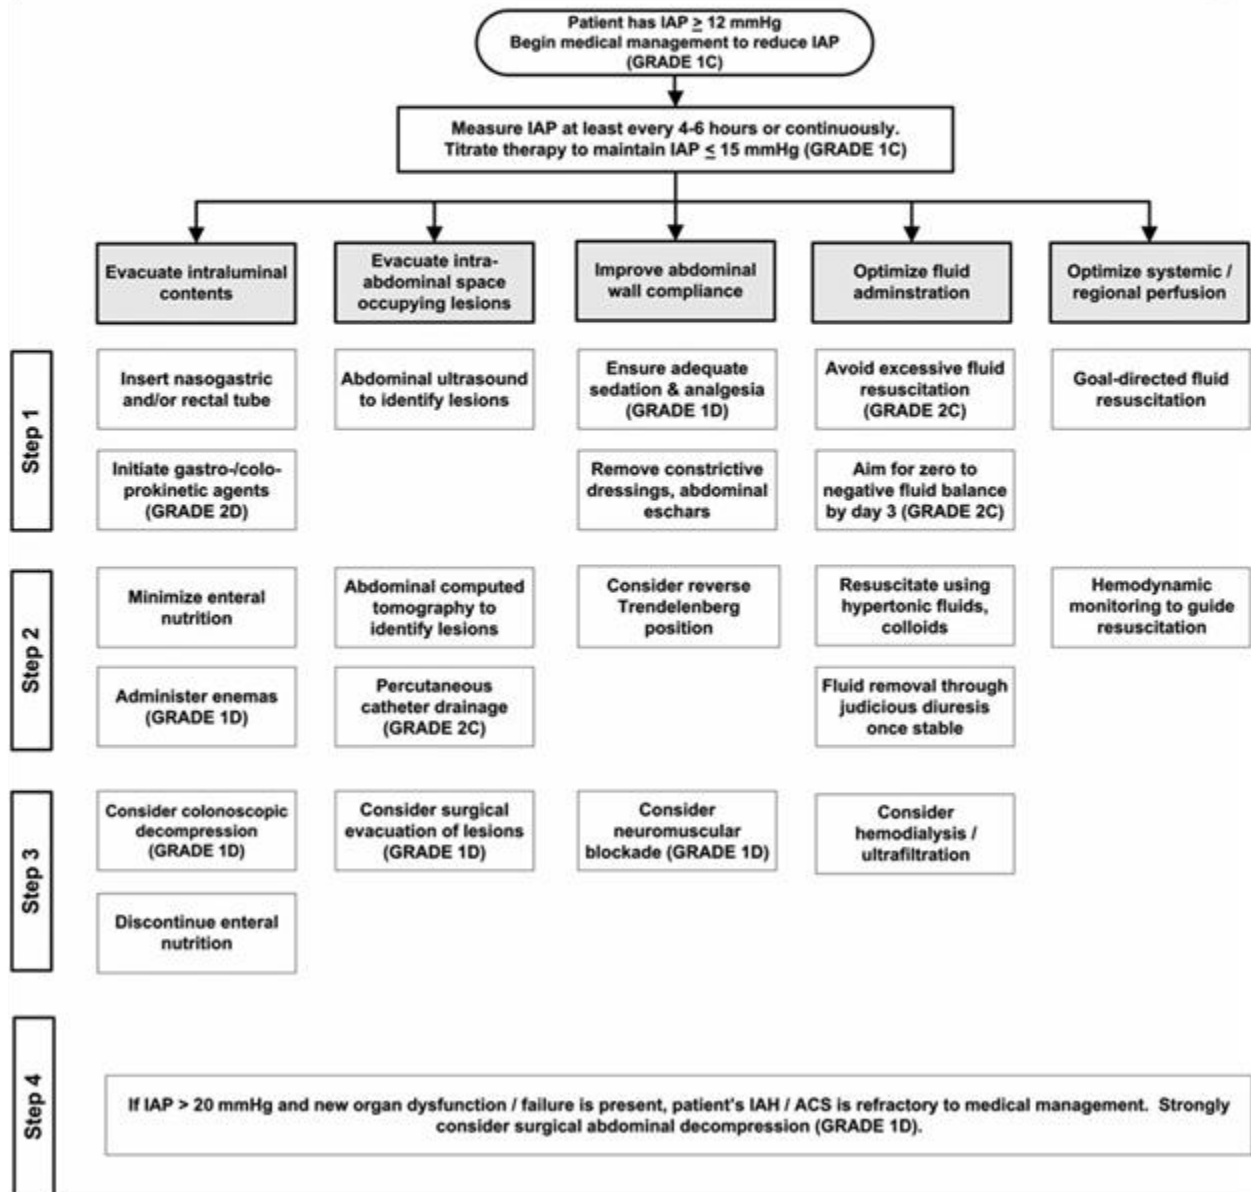 Patient has IAP ≥ 12 mmHg
Begin medical management to reduce IAP
(GRADE 1C)
Measure IAP at least every 4-6 hours or continuously.
Titrate therapy to maintain IAP ≤ 15 mmHg (GRADE 1C)
Evacuate intraluminal
contents
Evacuate intra-
abdominal space
occupying lesions
Improve abdominal
wall compliance
Optimize fluid
adminstration
Optimize systemic /
regional perfusion
Step 1
Insert nasogastric
and/or rectal tube
Abdominal ultrasound
to identify lesions
Ensure adequate
sedation & analgesia
(GRADE 1D)
Avoid excessive fluid
resuscitation
(GRADE 2C)
Goal-directed fluid
resuscitation
Initiate gastro-/colo-
prokinetic agents
(GRADE 2D)
Remove constrictive
dressings, abdominal
eschars
Aim for zero to
negative fluid balance
by day 3 (GRADE 2C)
Step 2
Minimize enteral
nutrition
Abdominal computed
tomography to
identify lesions
Consider reverse
Trendelenberg
position
Resuscitate using
hypertonic fluids,
colloids
Hemodynamic
monitoring to guide
resuscitation
Administer enemas
(GRADE 1D)
Percutaneous
catheter drainage
(GRADE 2C)
Fluid removal through
judicious diuresis
once stable
Step 3
Consider colonoscopic
decompression
(GRADE 1D)
Consider surgical
evacuation of lesions
(GRADE 1D)
Consider
neuromuscular
blockade (GRADE 1D)
Consider
hemodialysis /
ultrafiltration
Discontinue enteral
nutrition
Step 4
If IAP > 20 mmHg and new organ dysfunction / failure is present, patient's IAH / ACS is refractory to medical management. Strongly
consider surgical abdominal decompression (GRADE 1D).